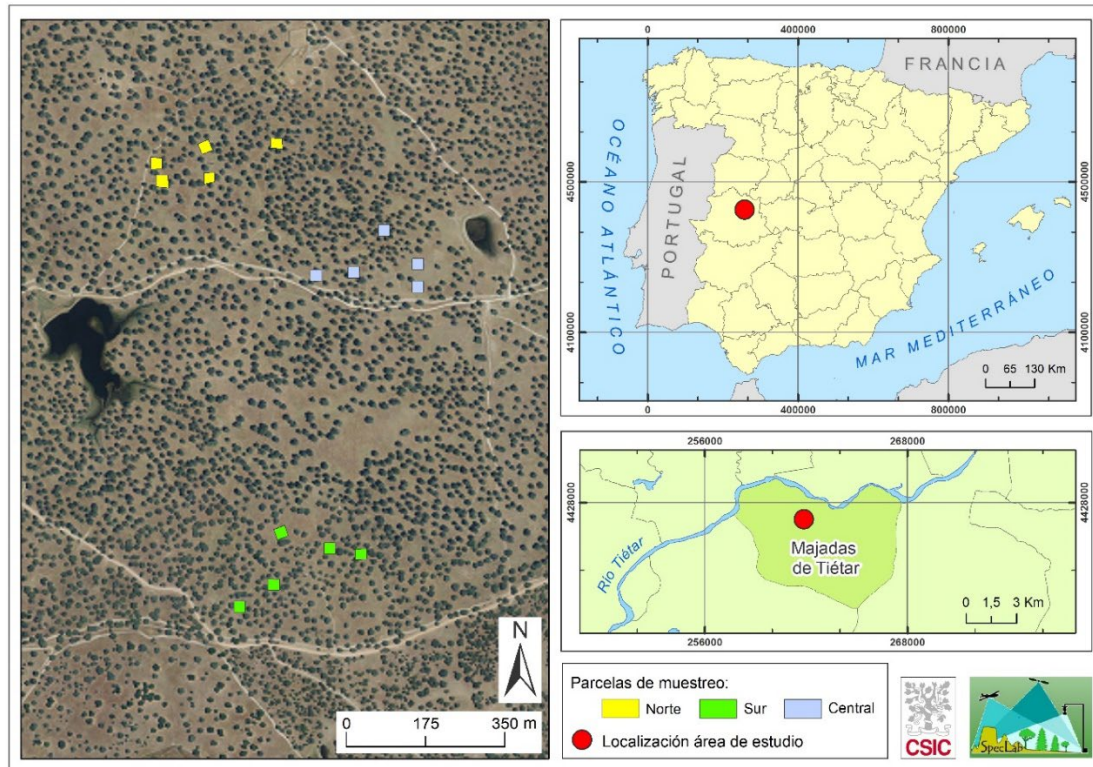 N
0 175 350 m
0 400000 800000
FRANCIA
OCÉANO ATLÁNTICO
PORTUGAL
4500000
4500000
4100000
4100000
MAR MEDITERRÁNEO
0 65 130 Km
0 400000 800000
256000 268000
4428000
4428000
Río Tiétar
Majadas
de Tiétar
0 1,5 3 Km
256000 268000
Parcelas de muestreo:
Norte Sur Central
Localización área de estudio
CSIC
SpecLab